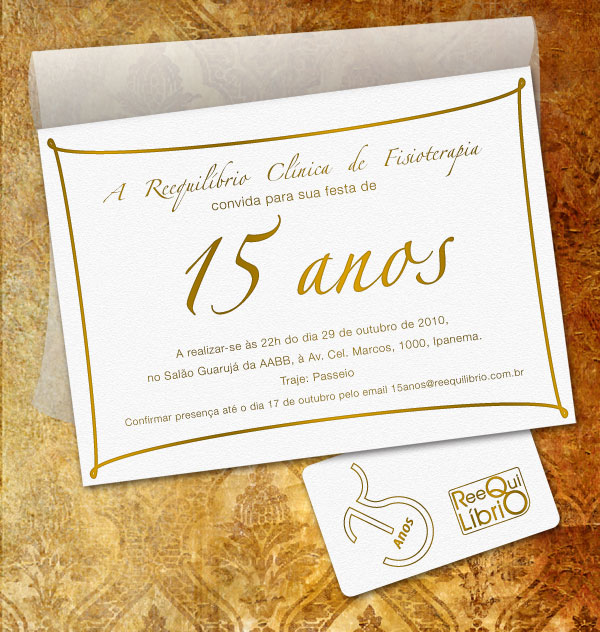 A Reequilíbrio Clínica de Fisioterapia
convida para sua festa de
15 anos
A realizar-se às 22h do dia 29 de outubro de 2010,
no Salão Guarujá da AABB, à Av. Cel. Marcos, 1000, Ipanema.
Traje: Passeio
Confirmar presença até o dia 17 de outubro pelo email 15anos@reequilibrio.com.br
15
Anos
ReeQui
LíbriO